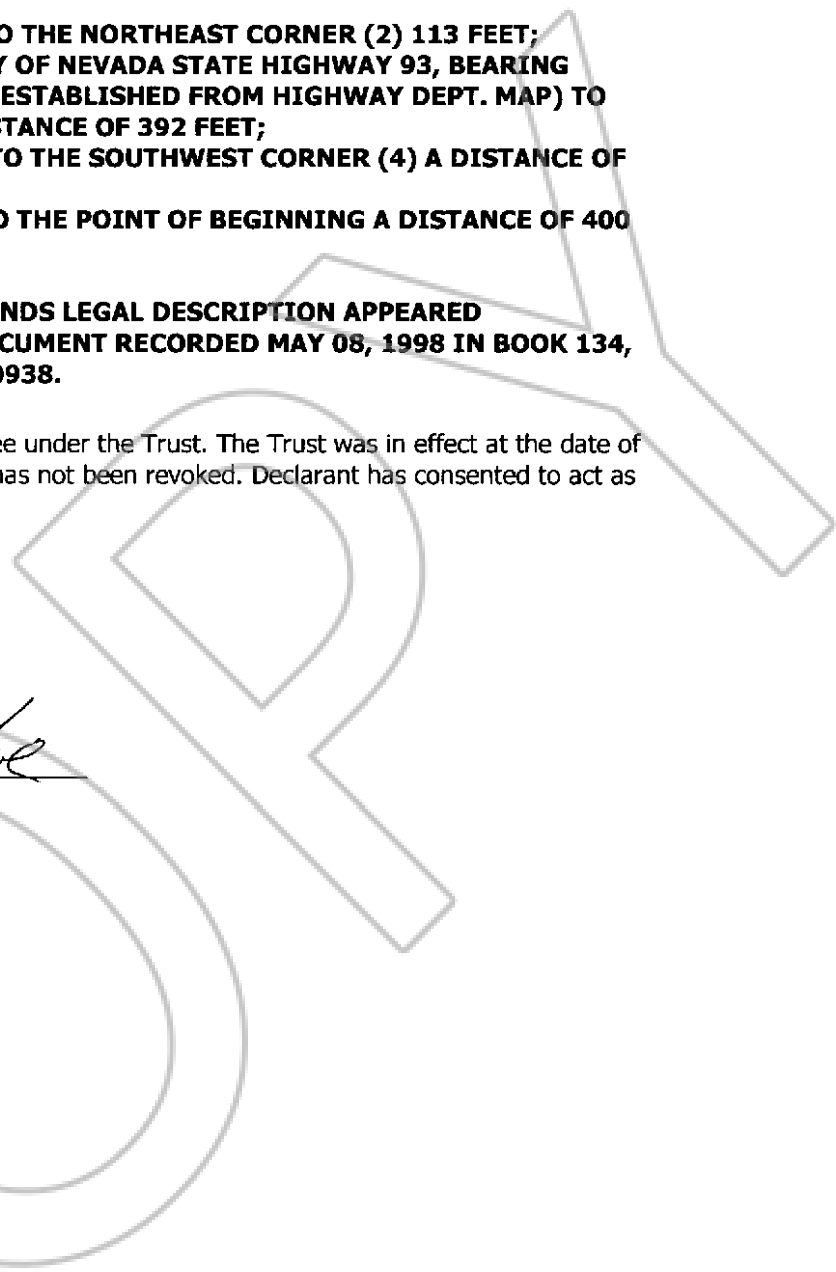 O THE NORTHEAST CORNER (2) 113 FEET;
Y OF NEVADA STATE HIGHWAY 93, BEARING
ESTABLISHED FROM HIGHWAY DEPT. MAP) TO
STANCE OF 392 FEET;
TO THE SOUTHWEST CORNER (4) A DISTANCE OF
O THE POINT OF BEGINNING A DISTANCE OF 400
NDS LEGAL DESCRIPTION APPEARED
CUMENT RECORDED MAY 08, 1998 IN BOOK 134,
0938.
ee under the Trust. The Trust was in effect at the date of
has not been revoked. Declarant has consented to act as
OPY